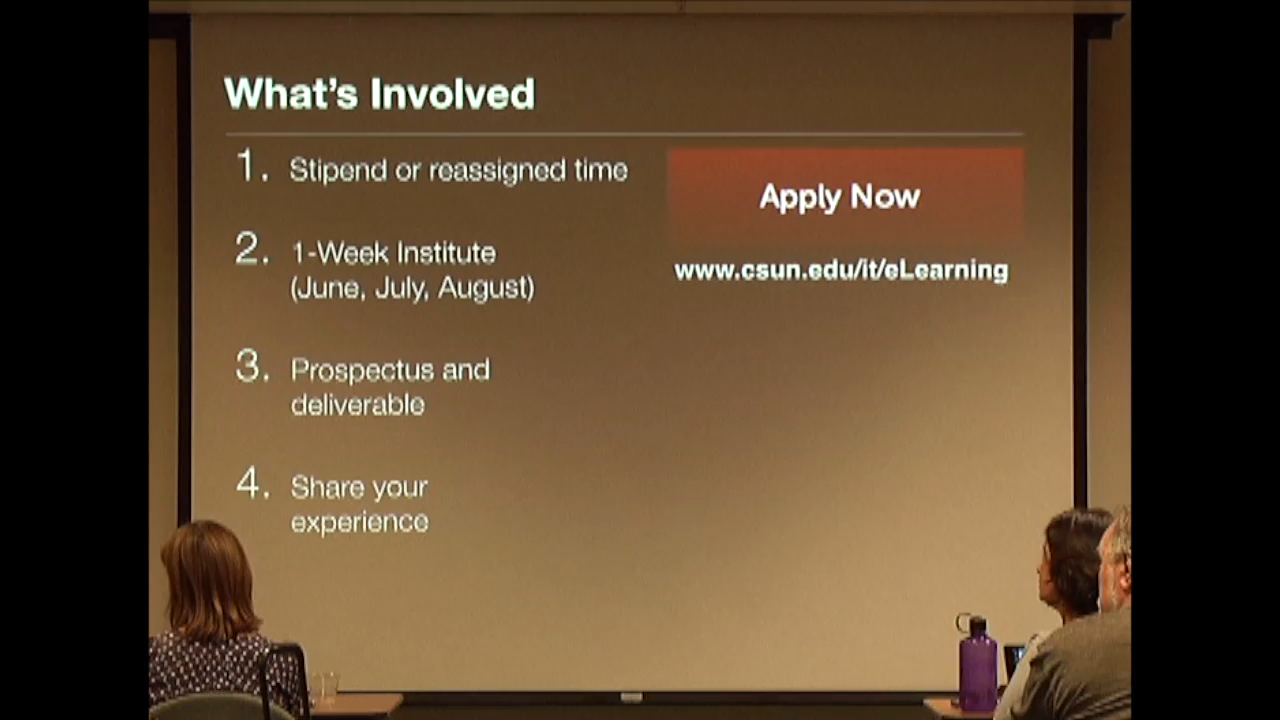 What's Involved
1. Stipend or reassigned time
2. 1-Week Institute
(June, July, August)
3. Prospectus and
deliverable
4. Share your
experience
Apply Now
www.csun.edu/it/eLearning